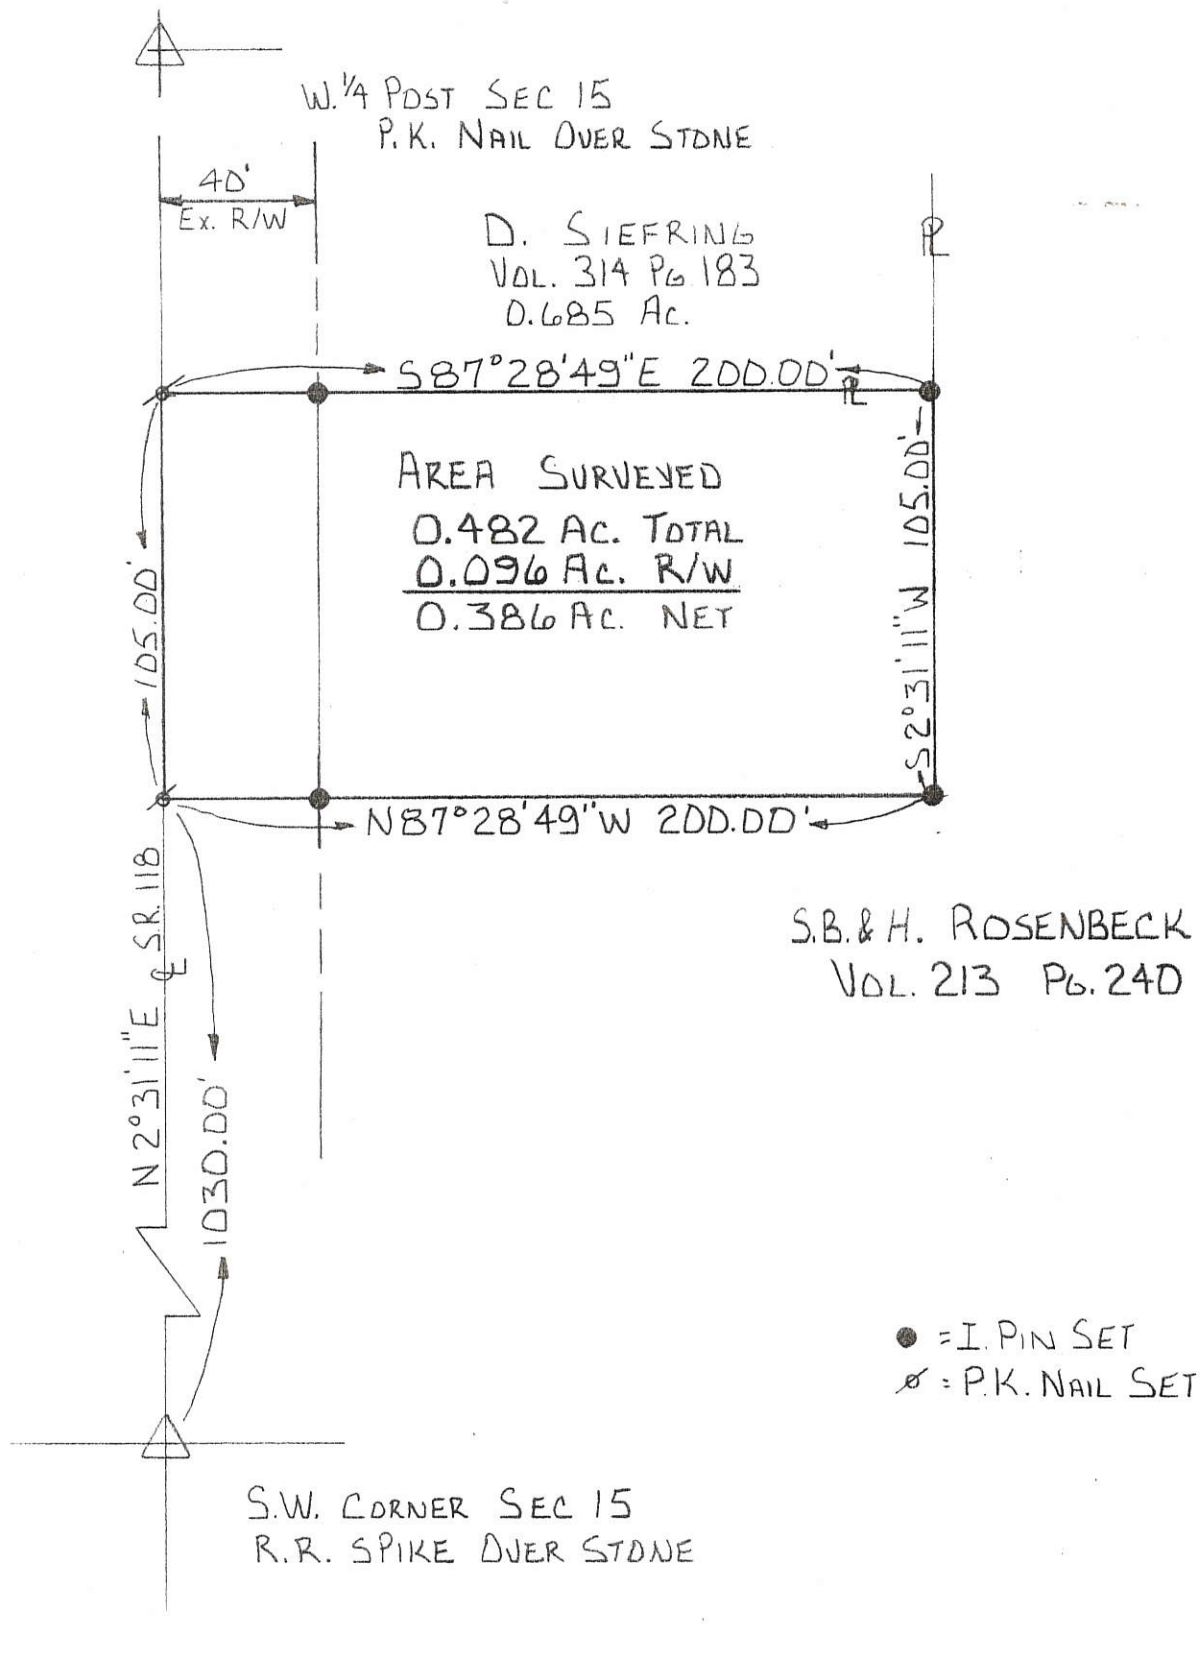 W. 1/4 POST SEC 15
P.K. NAIL OVER STONE
40'
Ex. R/W
D. SIEFRING
VOL. 314 PG 183
0.685 AC.
PL
S87°28'49"E 200.00'
PL
AREA SURVEYED
0.482 AC. TOTAL
0.096 AC. R/W
0.386 AC. NET
105.00'
S2°31'11"W 105.00'
N87°28'49"W 200.00'
N2°31'11"E CL S.R. 118
1030.00'
S.B. & H. ROSENBECK
VOL. 213 PG. 240
= I. PIN SET
= P.K. NAIL SET
S.W. CORNER SEC 15
R.R. SPIKE OVER STONE